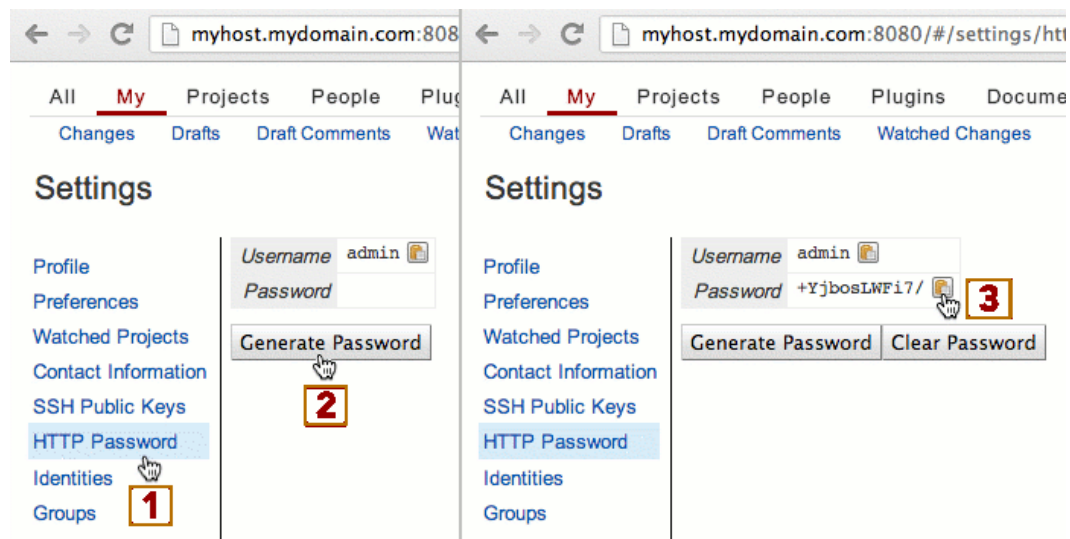 myhost.mydomain.com:808
All My Projects People Plug
Changes Drafts Draft Comments Wat
Settings
Profile
Preferences
Watched Projects
Contact Information
SSH Public Keys
HTTP Password
Identities
Groups
Username admin
Password
Generate Password
1
2
myhost.mydomain.com:8080/#/settings/htt
All My Projects People Plugins Docume
Changes Drafts Draft Comments Watched Changes
Settings
Profile
Preferences
Watched Projects
Contact Information
SSH Public Keys
HTTP Password
Identities
Groups
Username admin
Password +YjbosLWFi7/
3
Generate Password Clear Password